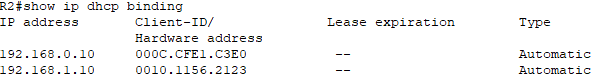 R2#show ip dhcp binding
IP address Client-ID/ Lease expiration Type
Hardware address
192.168.0.10 000C.CFE1.C3E0 -- Automatic
192.168.1.10 0010.1156.2123 -- Automatic